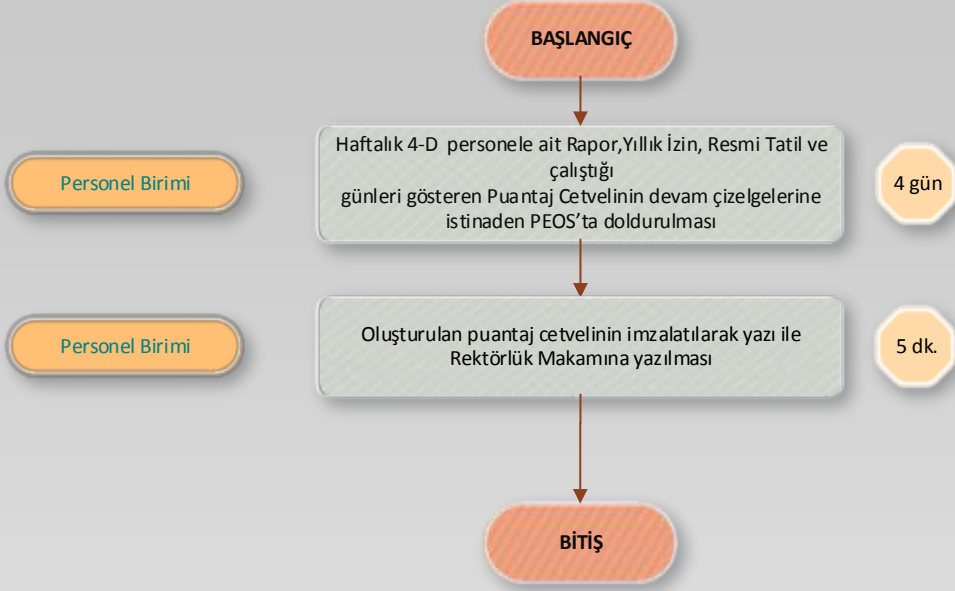 BAŞLANGIÇ
Personel Birimi
Haftalık 4-D personele ait Rapor,Yıllık İzin, Resmi Tatil ve
çalıştığı
günleri gösteren Puantaj Cetvelinin devam çizelgelerine
istinaden PEOS’ta doldurulması
4 gün
Personel Birimi
Oluşturulan puantaj cetvelinin imzalatılarak yazı ile
Rektörlük Makamına yazılması
5 dk.
BİTİŞ